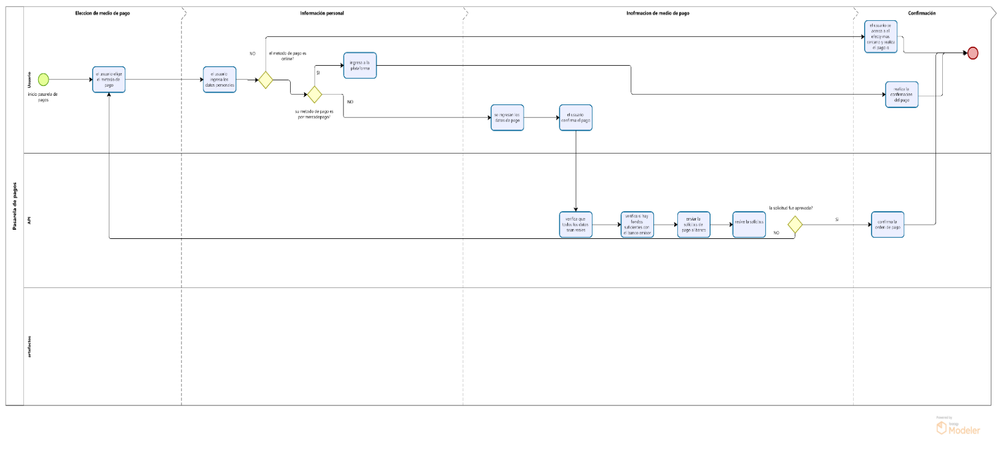 Eleccion de medio de pago
Información personal
Inofrmacion de medio de pago
Confirmación
Pasarela de pagos
Usuario
inicio pasarela de
pagos
el usuario elige
el metodo de
pago
el usuario
ingresa los
datos personales
NO
el metodo de pago es
online?
SI
su metodo de pago es
por mercadopago?
NO
ingresa a la
plataforma
se ingresan los
datos de pago
el usuario
confirma el pago
el usuario se
acerca a el
efecty mas
cercano y realiza
el pago o
realiza la
confirmacion
del pago
API
verifica que
todos los datos
sean reales
verifica si hay
fondos
suficientes con
el banco emisor
enviar la
solicitus de
pago al banco
recive la solicitus
la solicitud fue aprovada?
NO
Si
confirma la
orden de pago
artefactos
Powered by
bizagi
Modeler